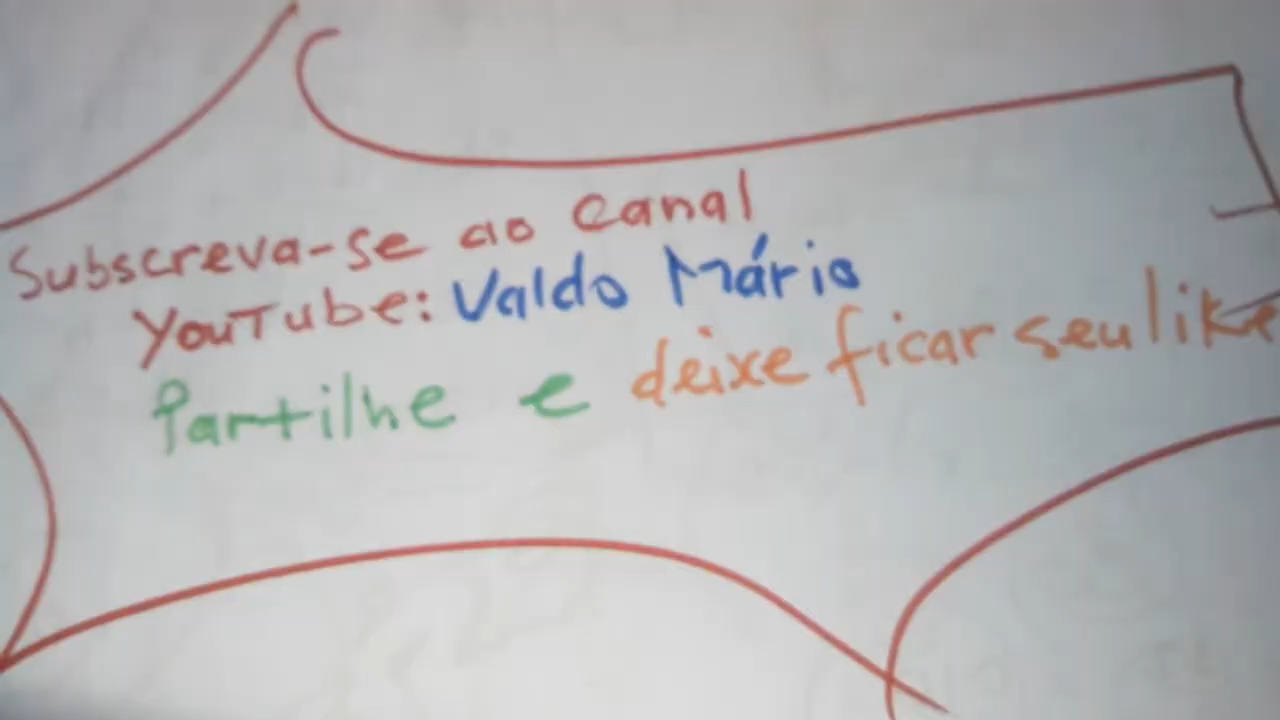 Subscreva-se ao canal
YouTube: Valdo Mário
Partilhe e deixe ficar seu like